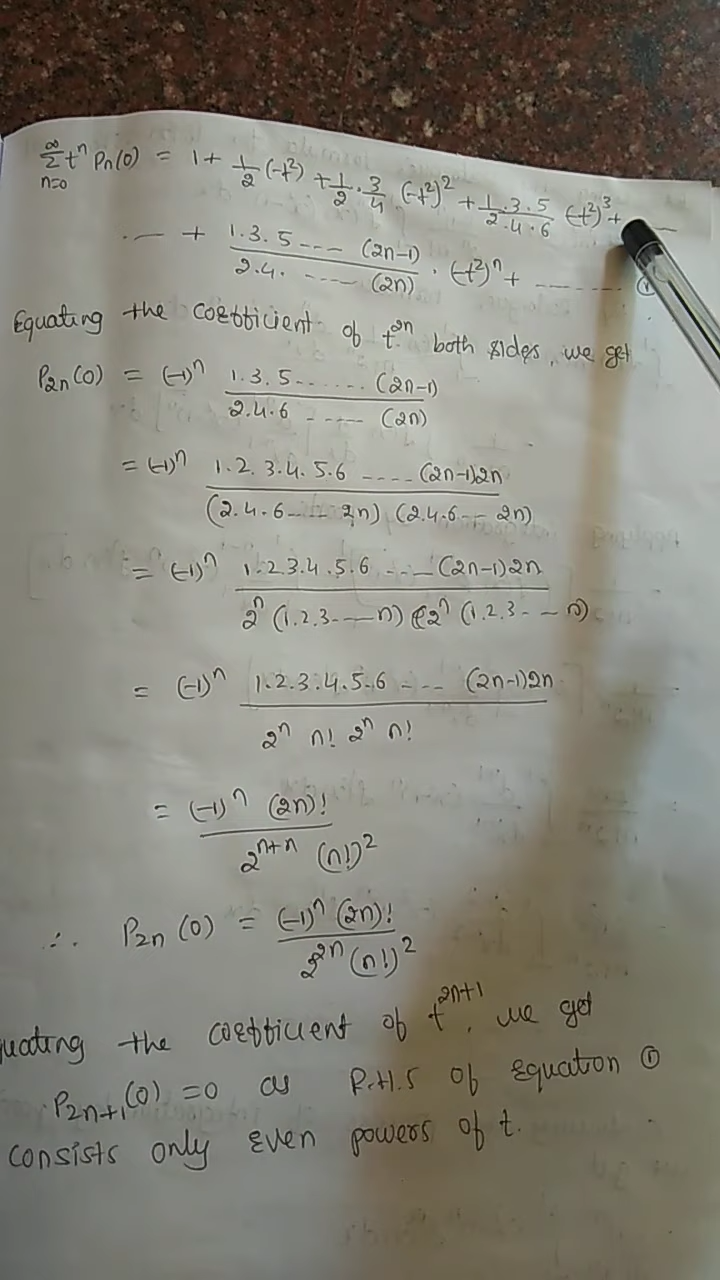 ∞
Σ tⁿ Pₙ(0) = 1 + 1/2 (-t²) + 1/2 · 3/4 (-t²)² + 1·3·5/2·4·6 (-t²)³ + ......
n=0
.... + 1·3·5 ---- (2n-1)/2·4· ---- (2n) · (-t²)ⁿ + -------- ①
Equating the coefficient of t²ⁿ both sides, we get
P₂ₙ(0) = (-1)ⁿ 1·3·5 ...... (2n-1)/2·4·6 ---- (2n)
= (-1)ⁿ 1·2·3·4·5·6 ---- (2n-1)2n/(2·4·6 --- 2n) (2·4·6 -- 2n)
= (-1)ⁿ 1·2·3·4·5·6 ---- (2n-1)2n/2ⁿ (1·2·3 --- n) 2ⁿ (1·2·3 -- n)
= (-1)ⁿ 1·2·3·4·5·6 ---- (2n-1)2n/2ⁿ n! 2ⁿ n!
= (-1)ⁿ (2n)!/2ⁿ⁺ⁿ (n!)²
∴ P₂ₙ(0) = (-1)ⁿ (2n)!/2²ⁿ (n!)²
quating the coefficient of t²ⁿ⁺¹, we get
P₂ₙ₊₁(0) = 0 as R.H.S of Equation ①
consists only even powers of t.